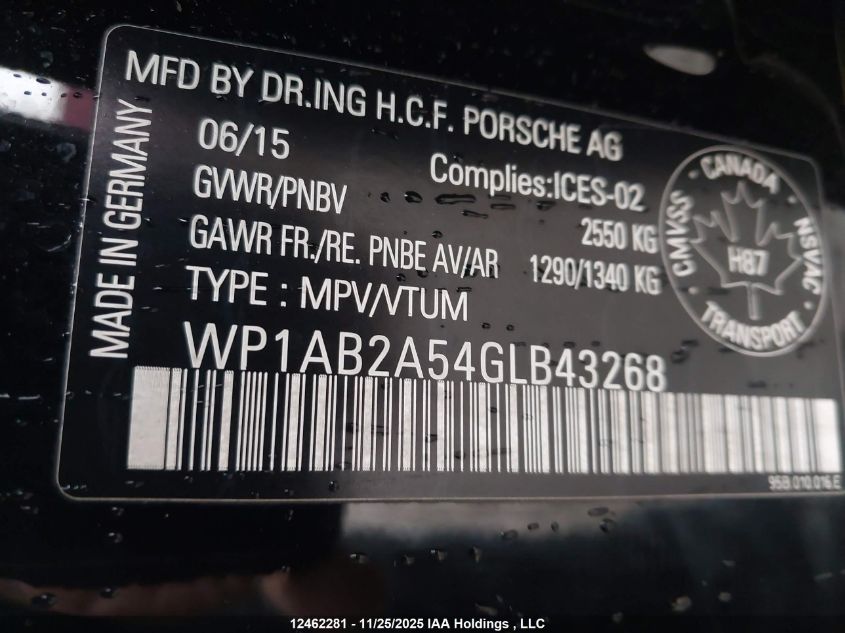 MFD BY DR.ING H.C.F. PORSCHE AG
MADE IN GERMANY
06/15
Complies:ICES-02
GVWR/PNBV 2550 KG
GAWR FR./RE. PNBE AV/AR 1290/1340 KG
TYPE : MPV/VTUM
CANADA
CMVSS
NSVAC
H87
TRANSPORT
WP1AB2A54GLB43268
95B.010.016.E
12462281 - 11/25/2025 IAA Holdings , LLC